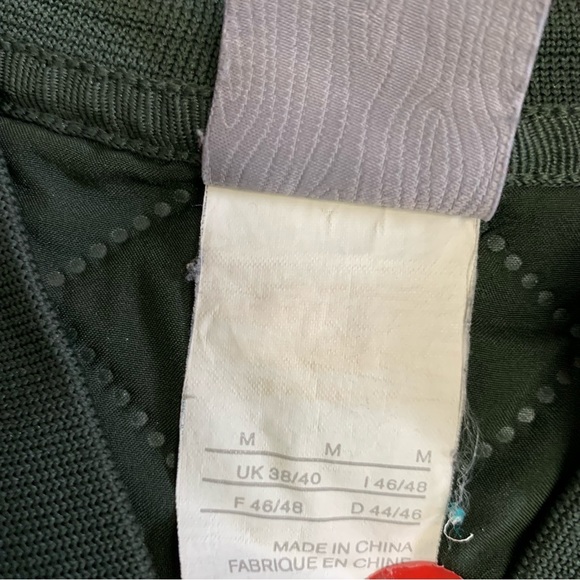 M M M
UK 38/40 I 46/48
F 46/48 D 44/46
MADE IN CHINA
FABRIQUE EN CHINE